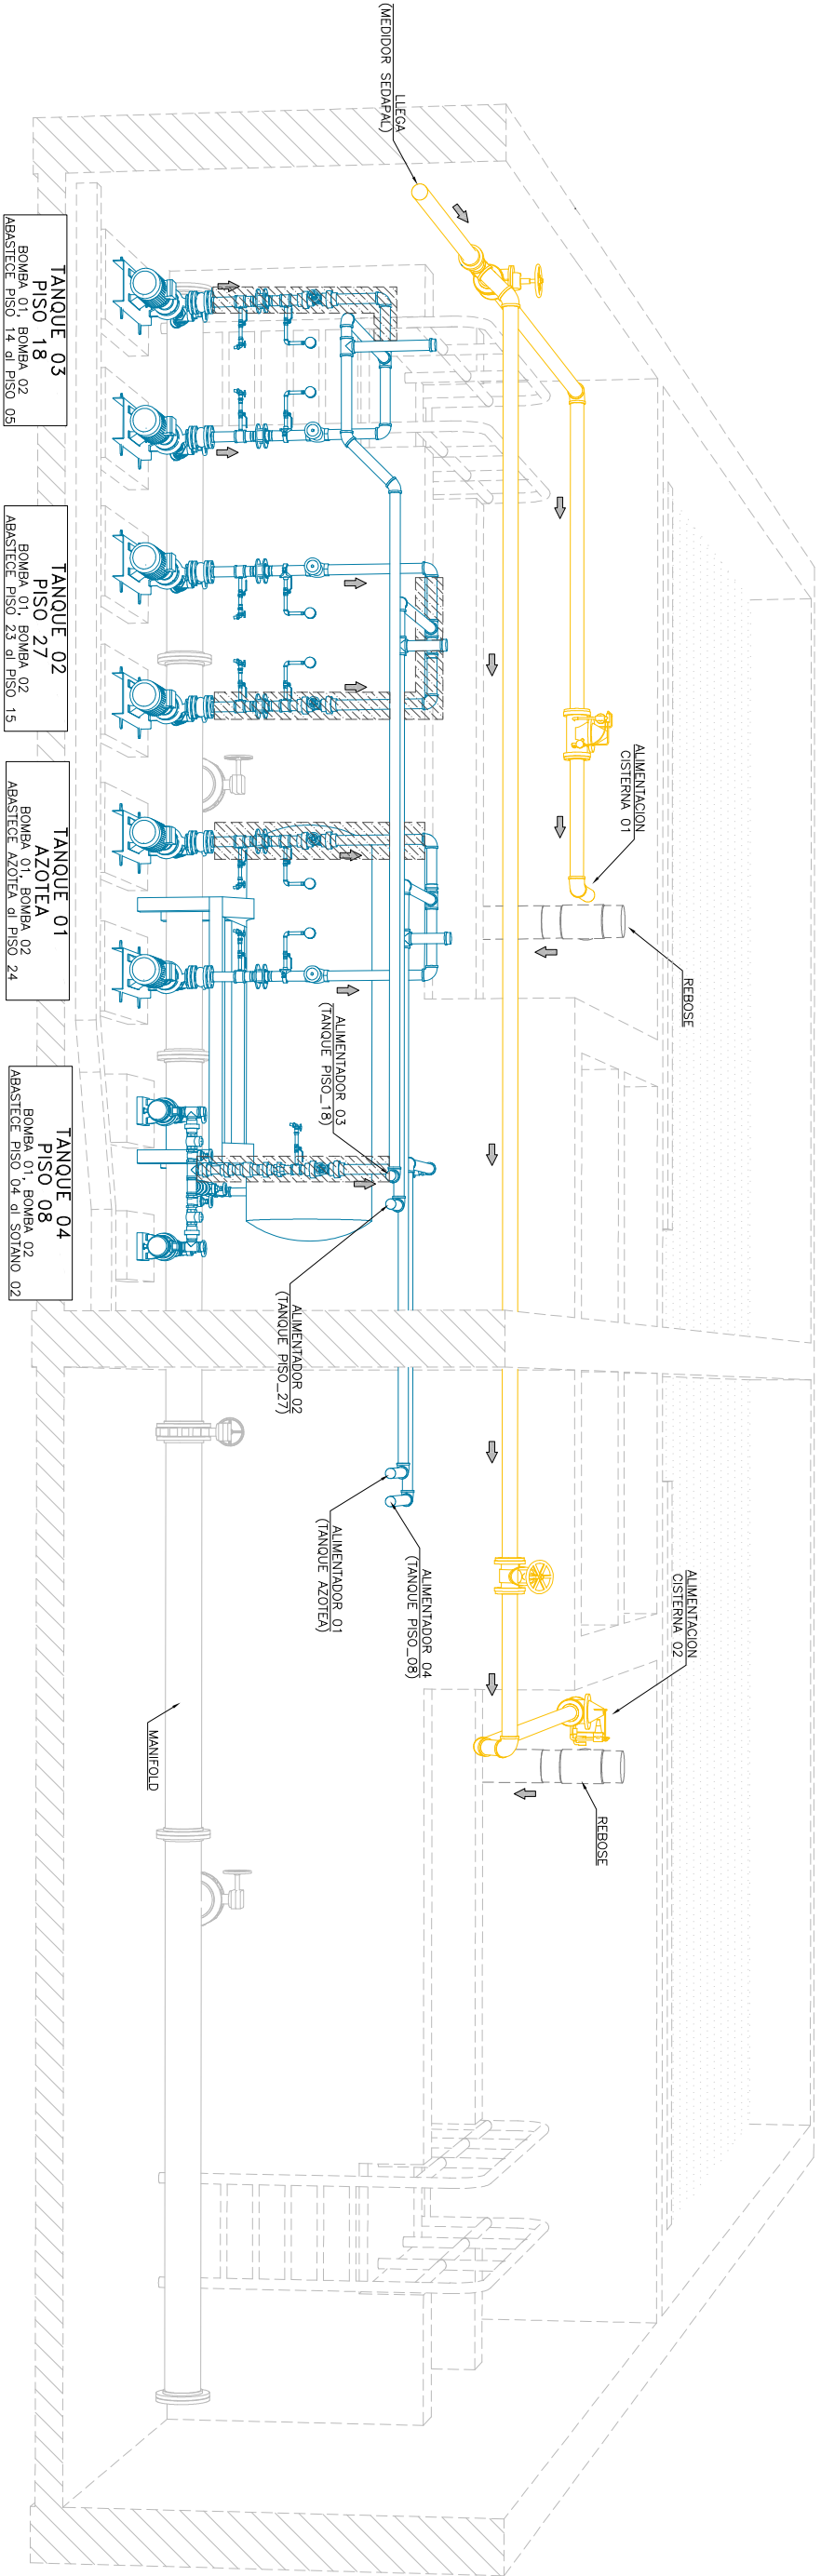 LLEGA
(MEDIDOR SEDAPAL)
ALIMENTACION
CISTERNA 01
REBOSE
ALIMENTACION
CISTERNA 02
REBOSE
ALIMENTADOR 03
(TANQUE PISO_18)
ALIMENTADOR 02
(TANQUE PISO_27)
ALIMENTADOR 01
(TANQUE AZOTEA)
ALIMENTADOR 04
(TANQUE PISO_08)
MANIFOLD
TANQUE 03
PISO 18
BOMBA 01, BOMBA 02
ABASTECE PISO 14 al PISO 05
TANQUE 02
PISO 27
BOMBA 01, BOMBA 02
ABASTECE PISO 23 al PISO 15
TANQUE 01
AZOTEA
BOMBA 01, BOMBA 02
ABASTECE AZOTEA al PISO 24
TANQUE 04
PISO 08
BOMBA 01, BOMBA 02
ABASTECE PISO 04 al SOTANO 02